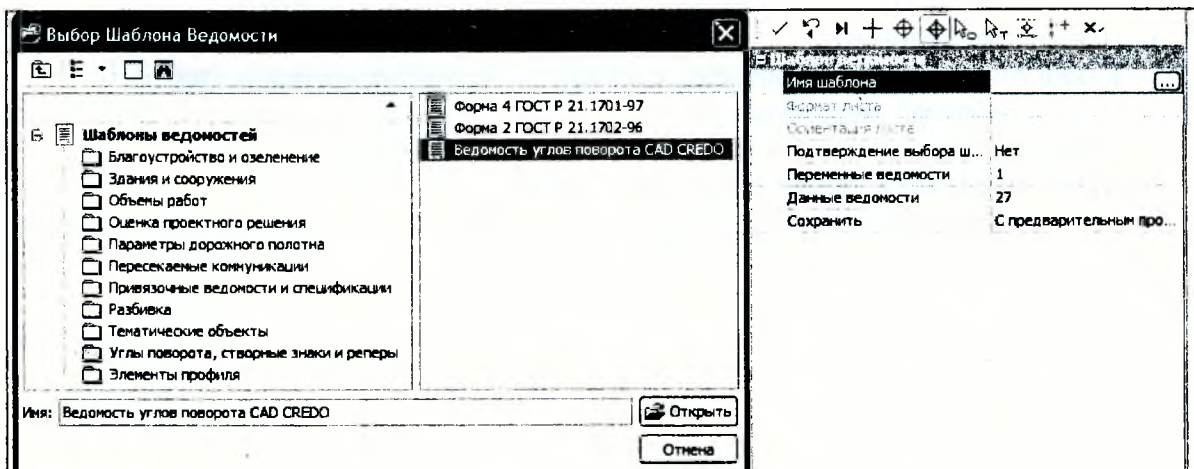 Выбор Шаблона Ведомости
Шаблоны ведомостей
Благоустройство и озеленение
Здания и сооружения
Объемы работ
Оценка проектного решения
Параметры дорожного полотна
Пересекаемые коммуникации
Привязочные ведомости и спецификации
Разбивка
Тематические объекты
Углы поворота, створные знаки и реперы
Элементы профиля
Форма 4 ГОСТ Р 21.1701-97
Форма 2 ГОСТ Р 21.1702-96
Ведомость углов поворота CAD CREDO
Имя: Ведомость углов поворота CAD CREDO
Открыть
Отмена
Шаблон ведомости
Имя шаблона ...
Формат листа
Ориентация листа
Подтверждение выбора ш... Нет
Переменные ведомости 1
Данные ведомости 27
Сохранить С предварительным про...